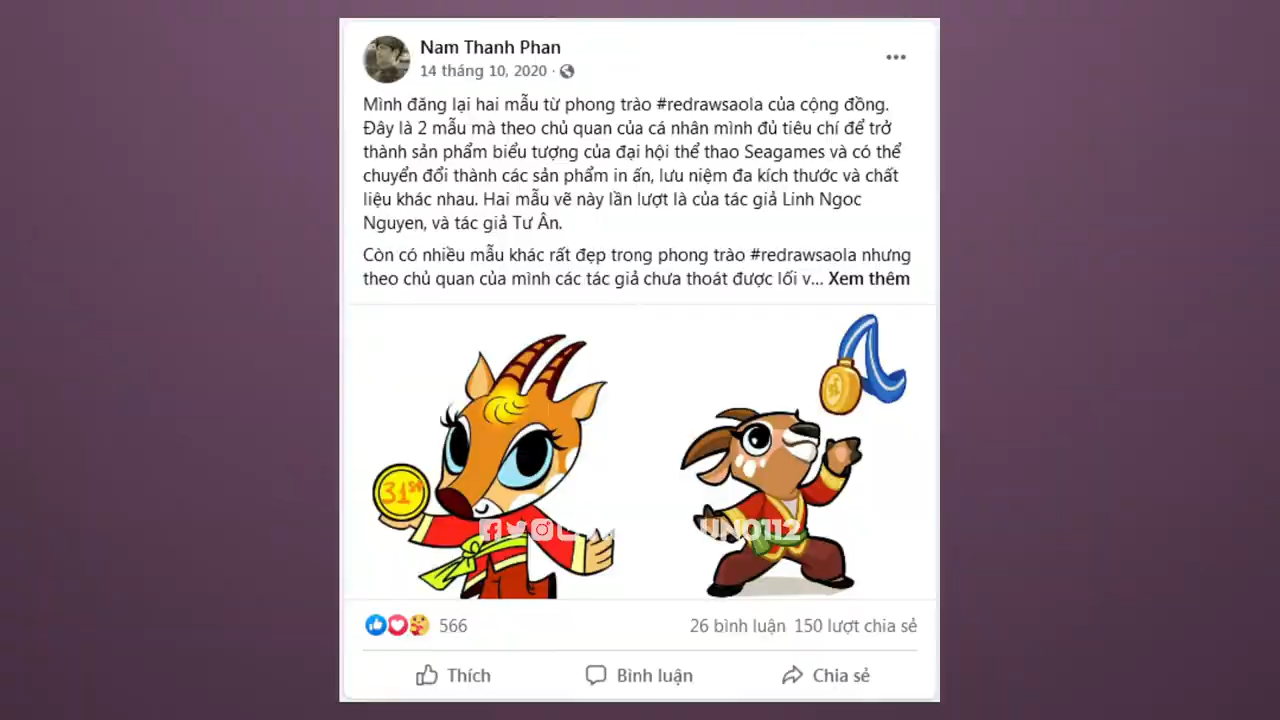 Nam Thanh Phan
14 tháng 10, 2020 ·
Mình đăng lại hai mẫu từ phong trào #redrawsaola của cộng đồng.
Đây là 2 mẫu mà theo chủ quan của cá nhân mình đủ tiêu chí để trở
thành sản phẩm biểu tượng của đại hội thể thao Seagames và có thể
chuyển đổi thành các sản phẩm in ấn, lưu niệm đa kích thước và chất
liệu khác nhau. Hai mẫu vẽ này lần lượt là của tác giả Linh Ngoc
Nguyen, và tác giả Tư Ân.
Còn có nhiều mẫu khác rất đẹp trong phong trào #redrawsaola nhưng
theo chủ quan của mình các tác giả chưa thoát được lối v... Xem thêm
31st
UN0112
566
26 bình luận 150 lượt chia sẻ
Thích
Bình luận
Chia sẻ